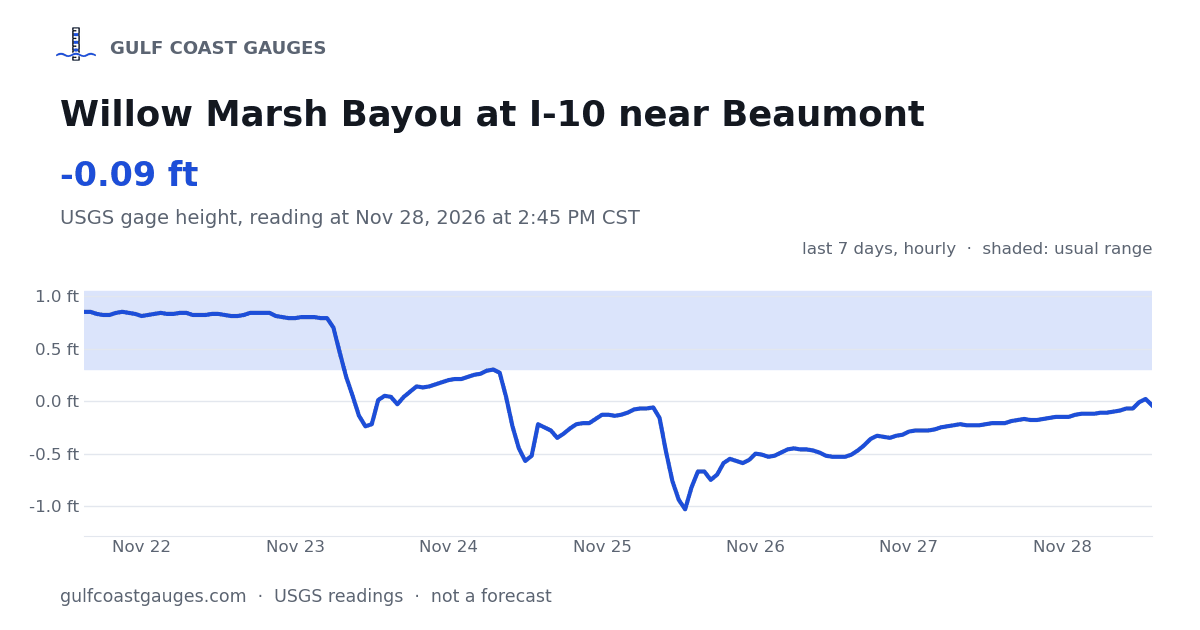 GULF COAST GAUGES
Willow Marsh Bayou at I-10 near Beaumont
-0.09 ft
USGS gage height, reading at Nov 28, 2026 at 2:45 PM CST
last 7 days, hourly · shaded: usual range
1.0 ft
0.5 ft
0.0 ft
-0.5 ft
-1.0 ft
Nov 22 Nov 23 Nov 24 Nov 25 Nov 26 Nov 27 Nov 28
gulfcoastgauges.com · USGS readings · not a forecast